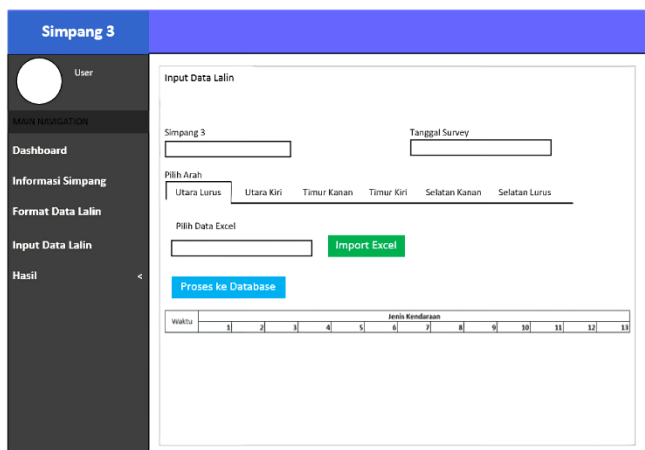 Simpang 3
User
MAIN NAVIGATION
Dashboard
Informasi Simpang
Format Data Lalin
Input Data Lalin
Hasil <
Input Data Lalin
Simpang 3 Tanggal Survey
Pilih Arah
Utara Lurus Utara Kiri Timur Kanan Timur Kiri Selatan Kanan Selatan Lurus
Pilih Data Excel
Import Excel
Proses ke Database
Waktu Jenis Kendaraan
1 2 3 4 5 6 7 8 9 10 11 12 13